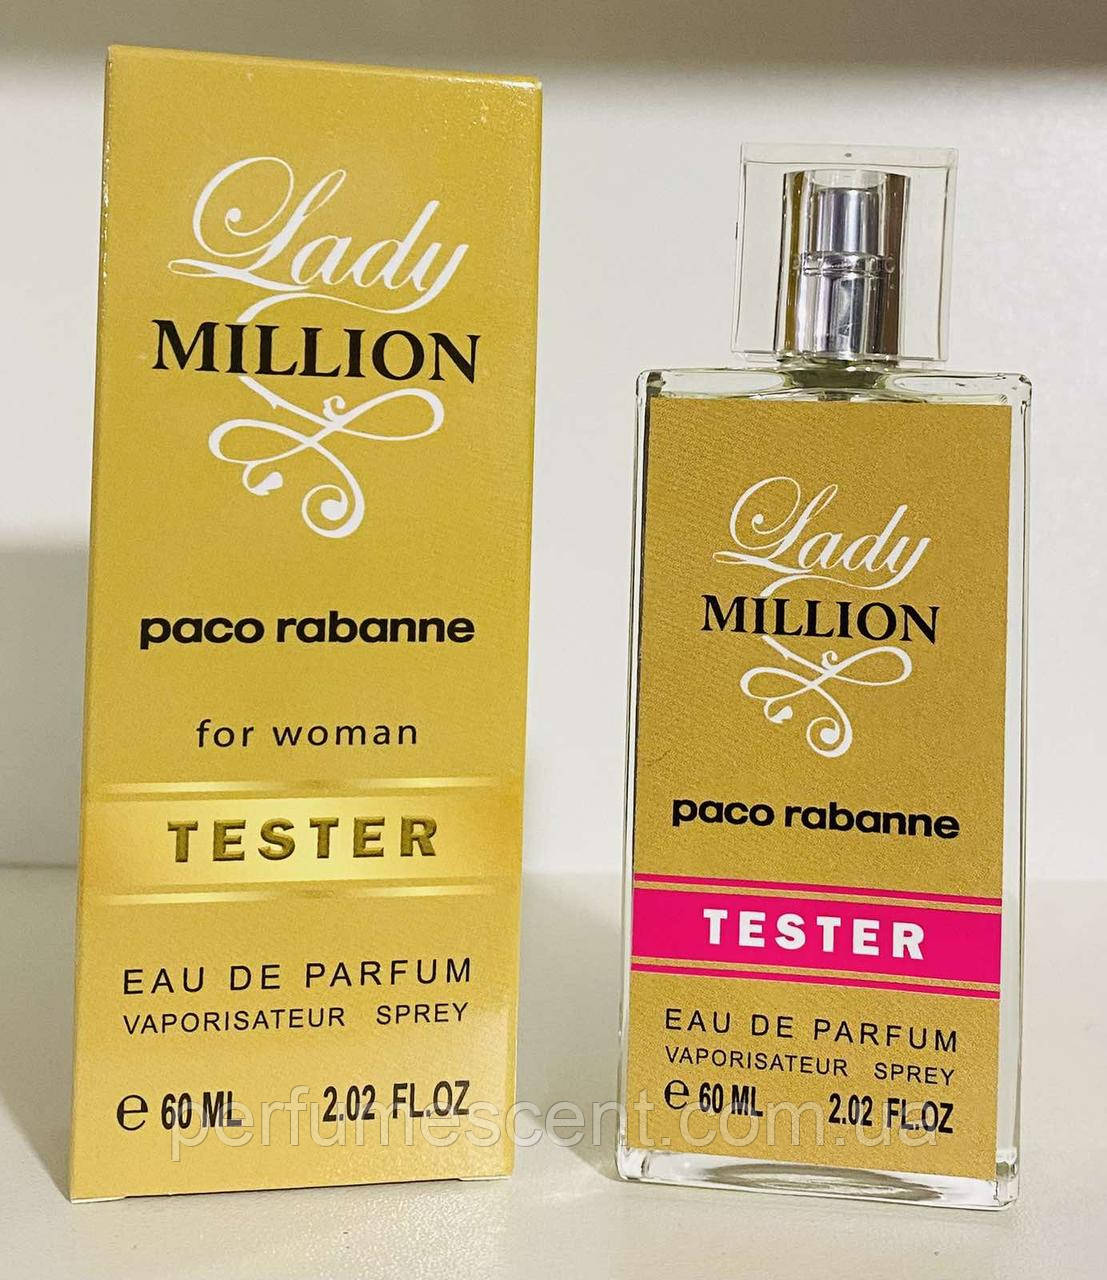 Lady
MILLION
paco rabanne
for woman
TESTER
EAU DE PARFUM
VAPORISATEUR SPREY
℮ 60 ML 2.02 FL.OZ
Lady
MILLION
paco rabanne
TESTER
EAU DE PARFUM
VAPORISATEUR SPREY
℮ 60 ML 2.02 FL.OZ
perfumescent.com.ua